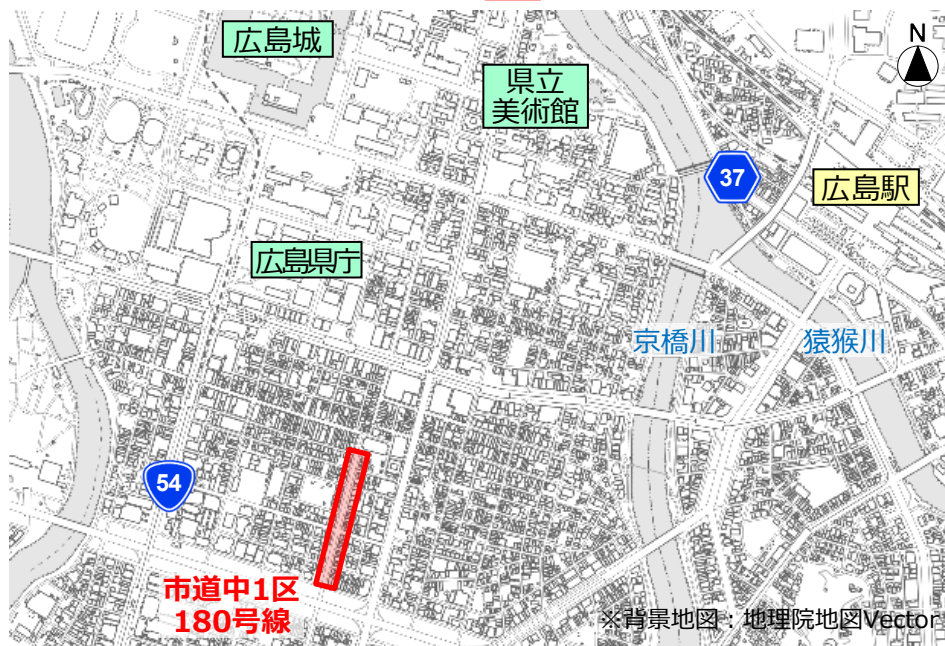 広島城
N
県立
美術館
37
広島駅
広島県庁
京橋川
猿猴川
54
市道中1区
180号線
※背景地図：地理院地図Vector